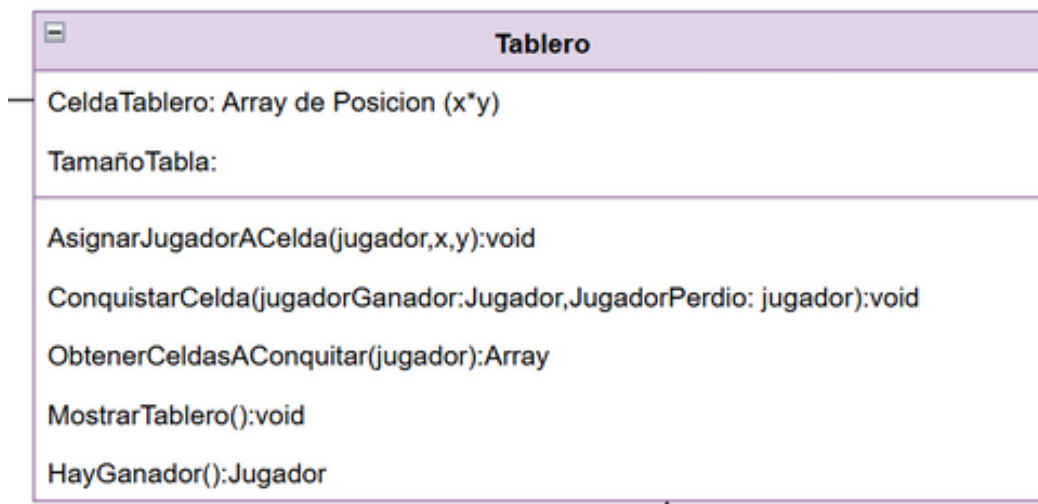 Tablero
CeldaTablero: Array de Posicion (x*y)
TamañoTabla:
AsignarJugadorACelda(jugador,x,y):void
ConquistarCelda(jugadorGanador:Jugador,JugadorPerdio: jugador):void
ObtenerCeldasAConquitar(jugador):Array
MostrarTablero():void
HayGanador():Jugador